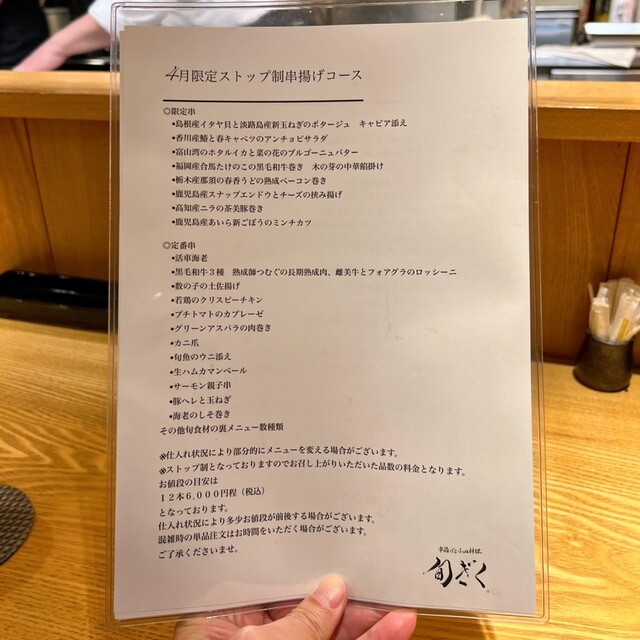 4月限定ストップ制串揚げコース
◎限定串
•島根産イタヤ貝と淡路島産新玉ねぎのポタージュ　キャビア添え
•香川産鰆と春キャベツのアンチョビサラダ
•富山湾のホタルイカと菜の花のブルゴーニュバター
•福岡産合馬たけのこの黒毛和牛巻き　木の芽の中華餡掛け
•栃木産那須の春香うどの熟成ベーコン巻き
•鹿児島産スナップエンドウとチーズの挟み揚げ
•高知産ニラの茶美豚巻き
•鹿児島産あいら新ごぼうのミンチカツ
◎定番串
•活車海老
•黒毛和牛３種　熟成師つむぐの長期熟成肉、雌美牛とフォアグラのロッシーニ
•数の子の土佐揚げ
•若鶏のクリスピーチキン
•プチトマトのカプレーゼ
•グリーンアスパラの肉巻き
•カニ爪
•旬魚のウニ添え
•生ハムカマンベール
•サーモン親子串
•豚ヘレと玉ねぎ
•海老のしそ巻き
その他旬食材の裏メニュー数種類
※仕入れ状況により部分的にメニューを変える場合がございます。
※ストップ制となっておりますのでお召し上がりいただいた品数の料金となります。
お値段の目安は
１２本６,０００円程（税込）
となっております。
仕入れ状況により多少お値段が前後する場合がございます。
混雑時の単品注文はお時間をいただく場合がございます。
ご了承くださいませ。
串揚げと小皿料理
旬ざく